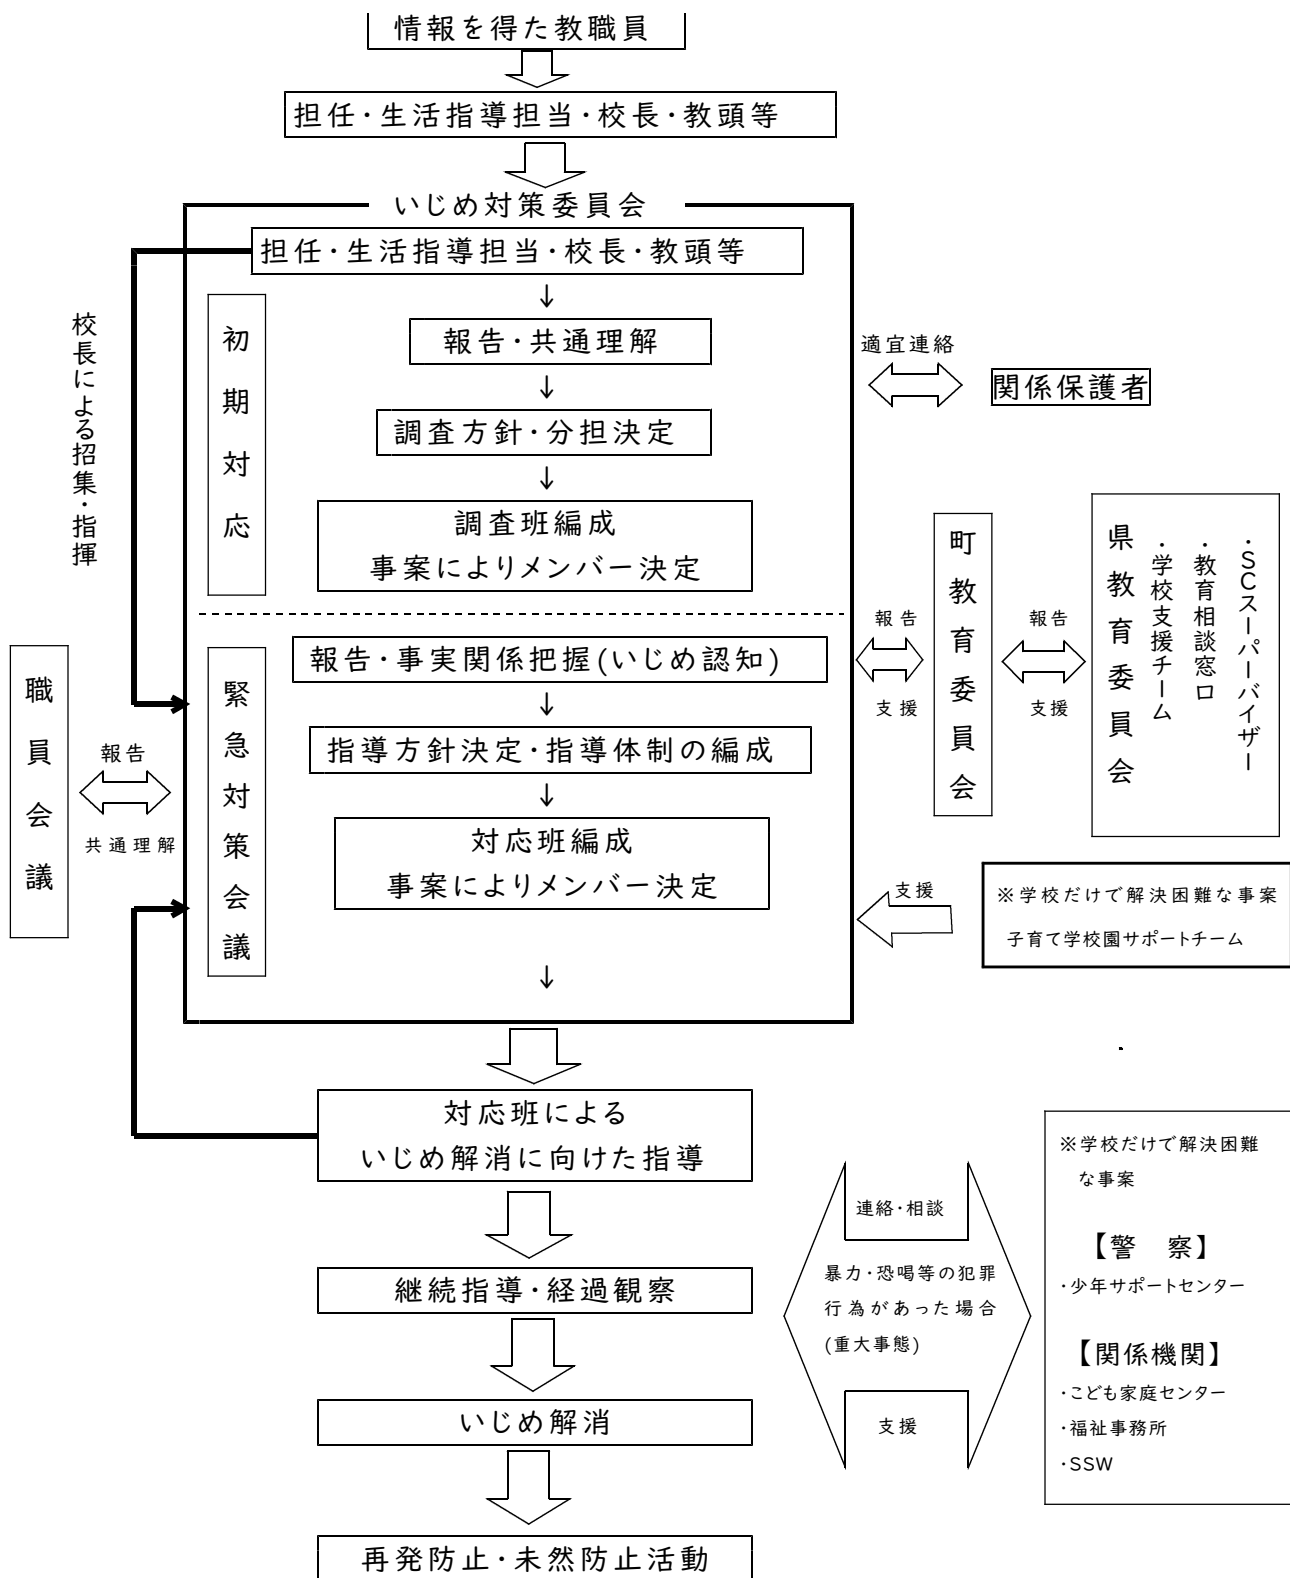 情報を得た教職員
担任・生活指導担当・校長・教頭等
いじめ対策委員会
担任・生活指導担当・校長・教頭等
↓
初期対応
報告・共通理解
↓
調査方針・分担決定
↓
調査班編成
事案によりメンバー決定
校長による招集・指揮
適宜連絡
関係保護者
緊急対策会議
報告・事実関係把握(いじめ認知)
↓
指導方針決定・指導体制の編成
↓
対応班編成
事案によりメンバー決定
↓
職員会議
報告
共通理解
報告
支援
町教育委員会
報告
支援
県教育委員会
・学校支援チーム
・教育相談窓口
・SCスーパーバイザー
支援
※学校だけで解決困難な事案
子育て学校園サポートチーム
対応班による
いじめ解消に向けた指導
継続指導・経過観察
いじめ解消
再発防止・未然防止活動
連絡・相談
暴力・恐喝等の犯罪
行為があった場合
(重大事態)
支援
※学校だけで解決困難
な事案
【警　察】
・少年サポートセンター
【関係機関】
・こども家庭センター
・福祉事務所
・SSW